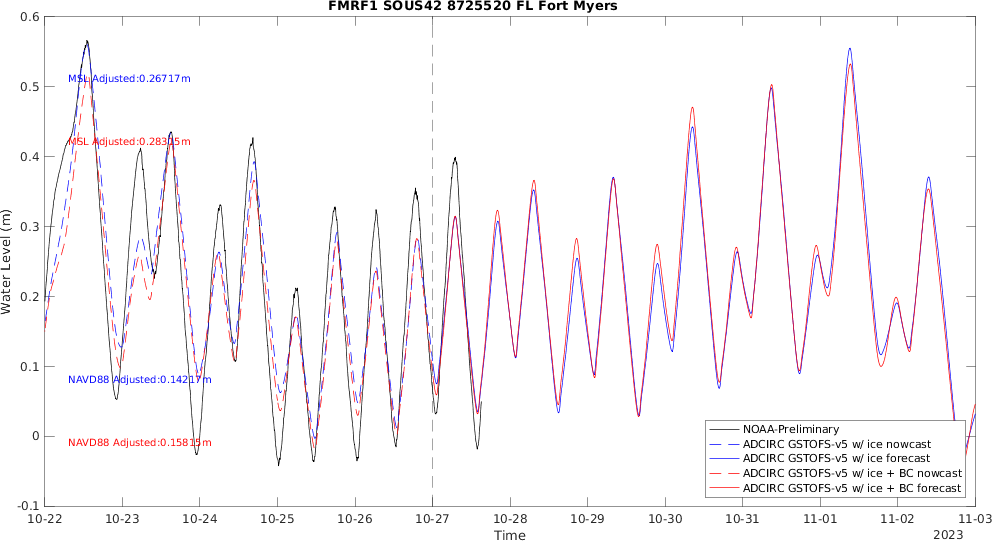 FMRF1 SOUS42 8725520 FL Fort Myers
0.6
0.5
0.4
0.3
0.2
0.1
0
-0.1
Water Level (m)
MSL Adjusted:0.26717m
MSL Adjusted:0.28315m
NAVD88 Adjusted:0.14217m
NAVD88 Adjusted:0.15815m
NOAA-Preliminary
ADCIRC GSTOFS-v5 w/ ice nowcast
ADCIRC GSTOFS-v5 w/ ice forecast
ADCIRC GSTOFS-v5 w/ ice + BC nowcast
ADCIRC GSTOFS-v5 w/ ice + BC forecast
10-22 10-23 10-24 10-25 10-26 10-27 10-28 10-29 10-30 10-31 11-01 11-02 11-03
Time
2023